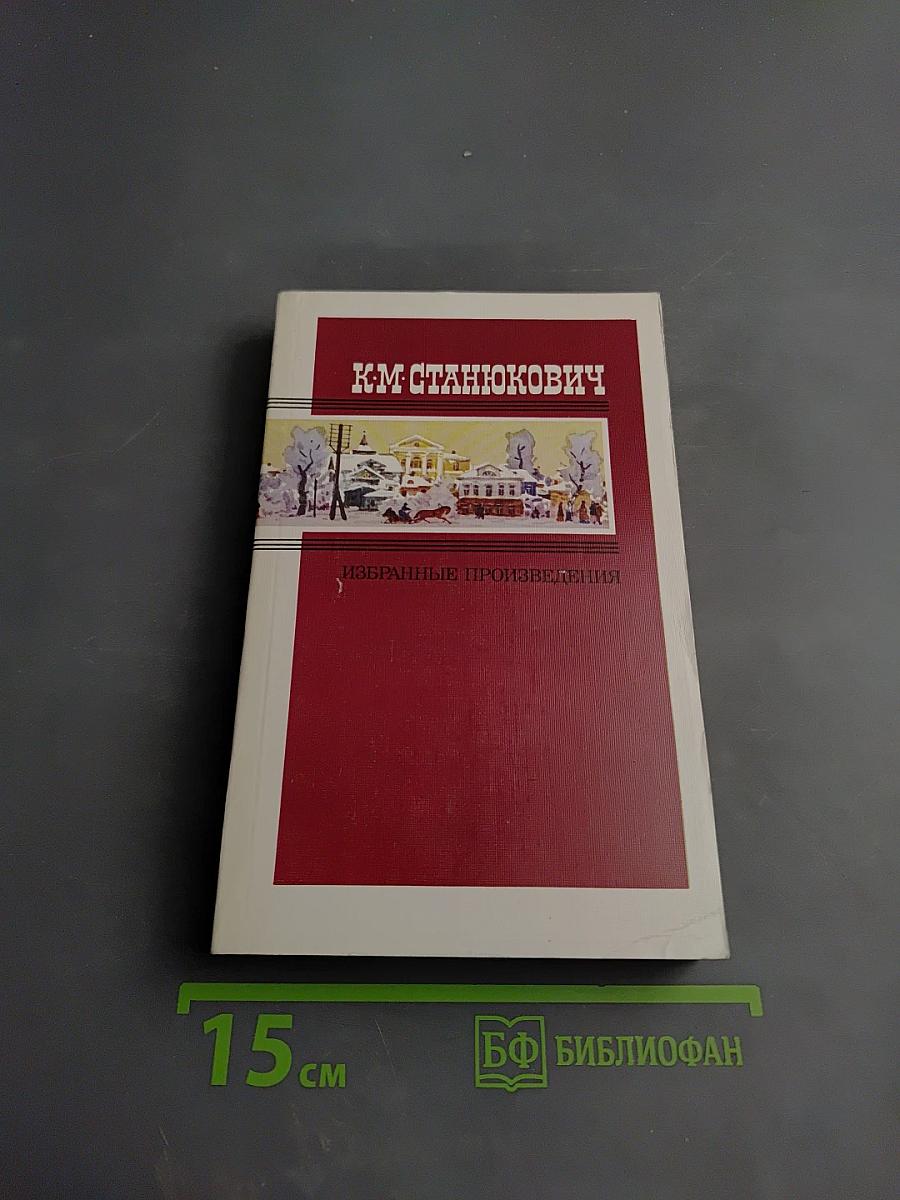 К·М·СТАНЮКОВИЧ
ИЗБРАННЫЕ ПРОИЗВЕДЕНИЯ
15 см
БФ БИБЛИОФАН